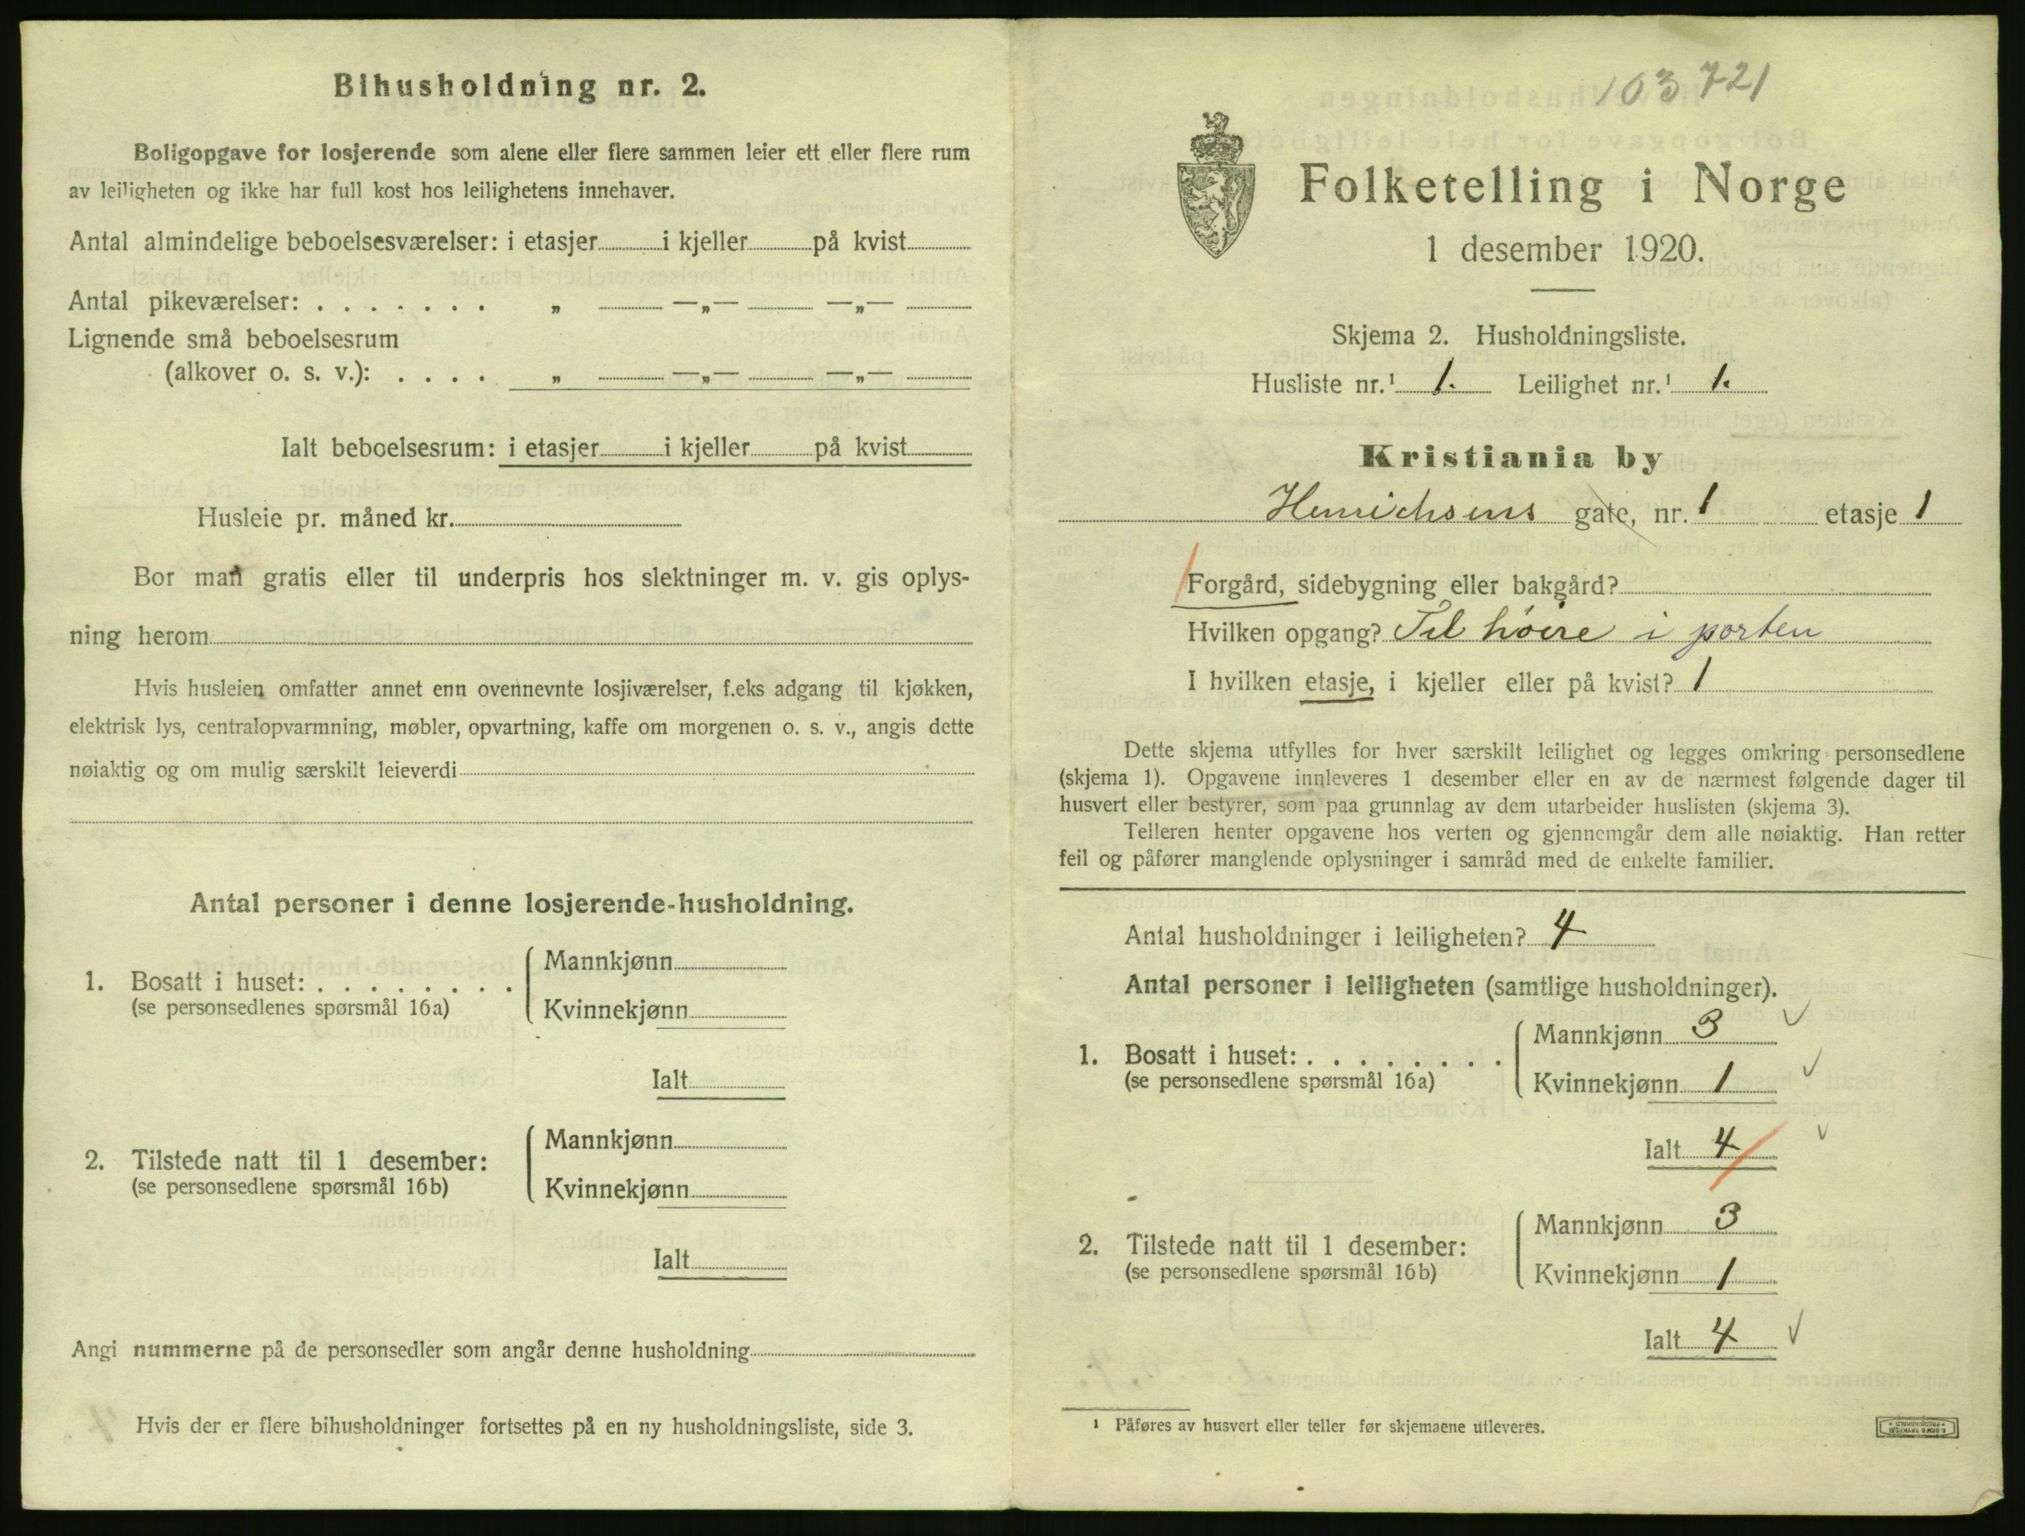 Bihusholdning nr. 2.
Boligopgave for losjerende som alene eller flere sammen leier ett eller flere rum
av leiligheten og ikke har full kost hos leilighetens innehaver.
Antal almindelige beboelsesværelser: i etasjer i kjeller på kvist
Antal pikeværelser: . . . . . . . „ —„— —„—
Lignende små beboelsesrum
(alkover o. s. v.): . . . . „ —„— —„—
Ialt beboelsesrum: i etasjer i kjeller på kvist
Husleie pr. måned kr.
Bor man gratis eller til underpris hos slektninger m. v. gis oplys-
ning herom
Hvis husleien omfatter annet enn ovennevnte losjiværelser, f.eks adgang til kjøkken,
elektrisk lys, centralopvarmning, møbler, opvartning, kaffe om morgenen o. s. v., angis dette
nøiaktig og om mulig særskilt leieverdi
Antal personer i denne losjerende-husholdning.
1. Bosatt i huset: . . . . . . . .
(se personsedlenes spørsmål 16a)
Mannkjønn
Kvinnekjønn
Ialt
2. Tilstede natt til 1 desember:
(se personsedlene spørsmål 16b)
Mannkjønn
Kvinnekjønn
Ialt
Angi nummerne på de personsedler som angår denne husholdning
Hvis der er flere bihusholdninger fortsettes på en ny husholdningsliste, side 3.
103721
Folketelling i Norge
1 desember 1920.
Skjema 2. Husholdningsliste.
Husliste nr.¹ 1. Leilighet nr.¹ 1.
Kristiania by
Henrichsens gate, nr. 1 etasje 1
Forgård, sidebygning eller bakgård?
Hvilken opgang? Til høire i porten
I hvilken etasje, i kjeller eller på kvist? 1
Dette skjema utfylles for hver særskilt leilighet og legges omkring personsedlene
(skjema 1). Opgavene innleveres 1 desember eller en av de nærmest følgende dager til
husvert eller bestyrer, som paa grunnlag av dem utarbeider huslisten (skjema 3).
Telleren henter opgavene hos verten og gjennemgår dem alle nøiaktig. Han retter
feil og påfører manglende oplysninger i samråd med de enkelte familier.
Antal husholdninger i leiligheten? 4
Antal personer i leiligheten (samtlige husholdninger).
1. Bosatt i huset: . . . . . . . .
(se personsedlene spørsmål 16a)
Mannkjønn 3
Kvinnekjønn 1
Ialt 4
2. Tilstede natt til 1 desember:
(se personsedlene spørsmål 16b)
Mannkjønn 3
Kvinnekjønn 1
Ialt 4
¹ Påføres av husvert eller teller før skjemaene utleveres.